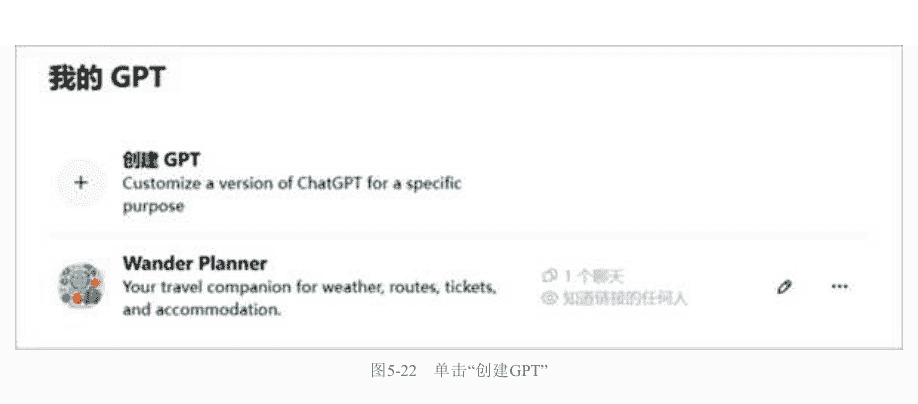 我的 GPT
创建 GPT
Customize a version of ChatGPT for a specific
purpose
Wander Planner
Your travel companion for weather, routes, tickets,
and accommodation.
1 个聊天
知道链接的任何人
图5-22 单击“创建GPT”